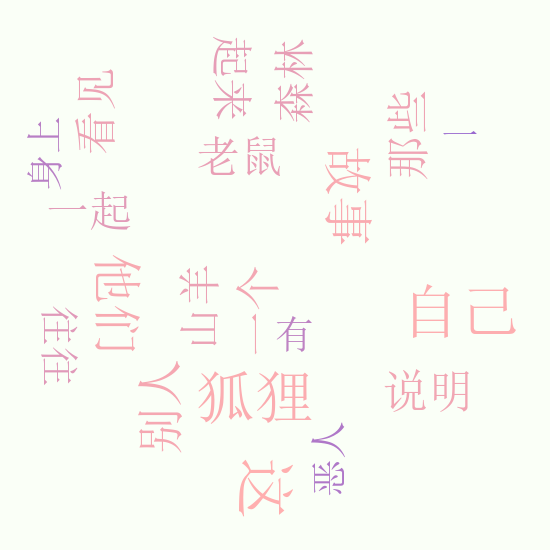 起来
森林
看见
那些
一
身上
老鼠
故事
一起
他们
山羊
一个
自己
往往
有
别人
狐狸
说明
恶人
这